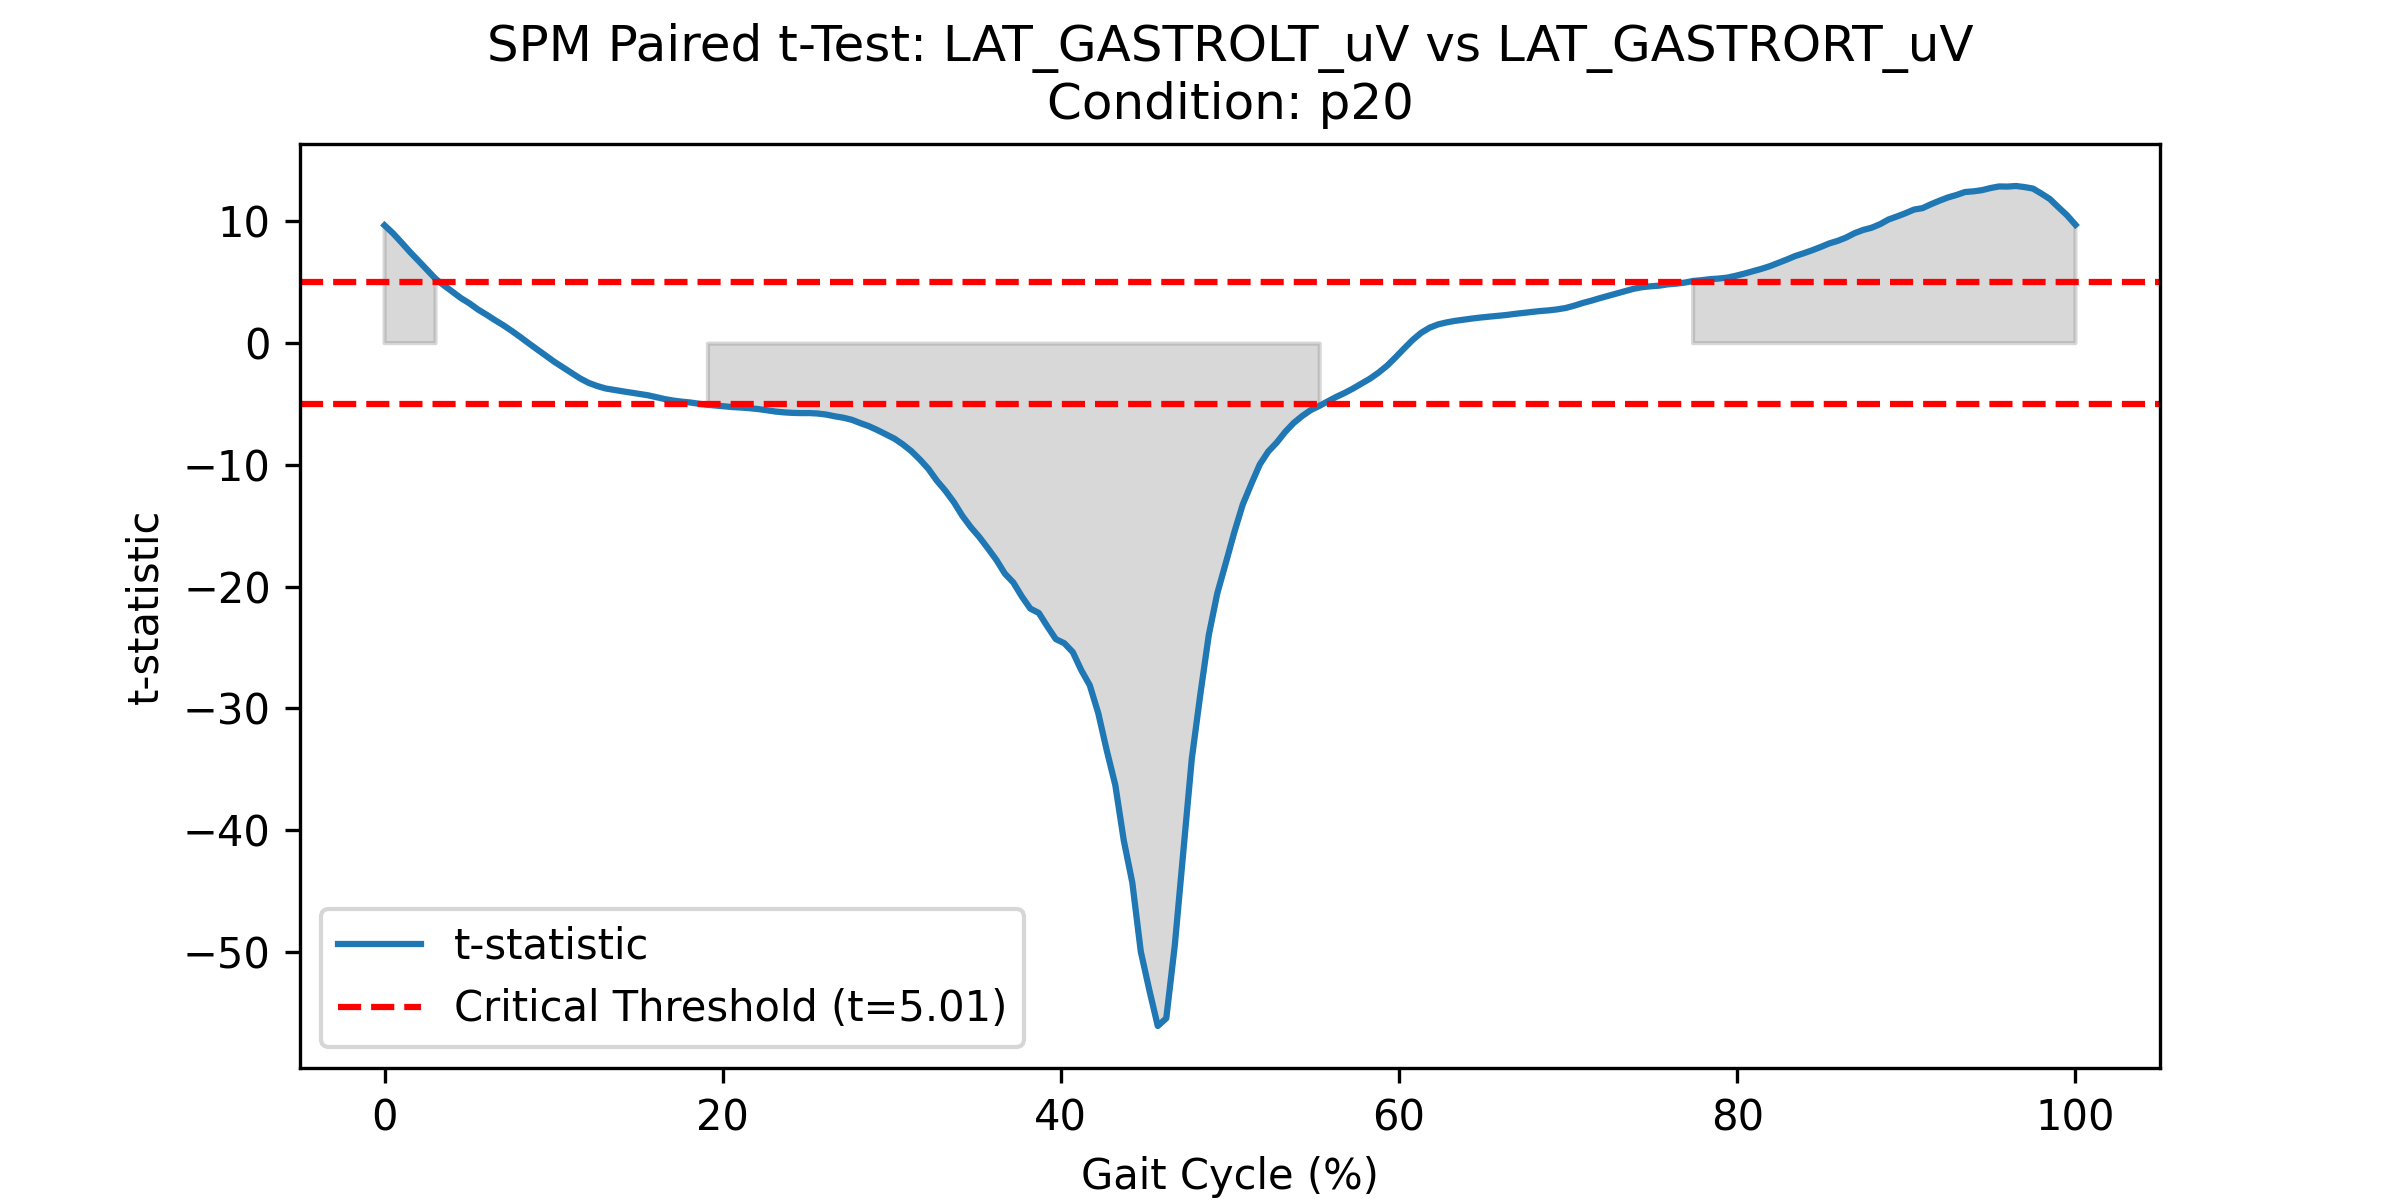 SPM Paired t-Test: LAT_GASTROLT_uV vs LAT_GASTRORT_uV
Condition: p20
t-statistic
10
0
−10
−20
−30
−40
−50
t-statistic
Critical Threshold (t=5.01)
0
20
40
60
80
100
Gait Cycle (%)